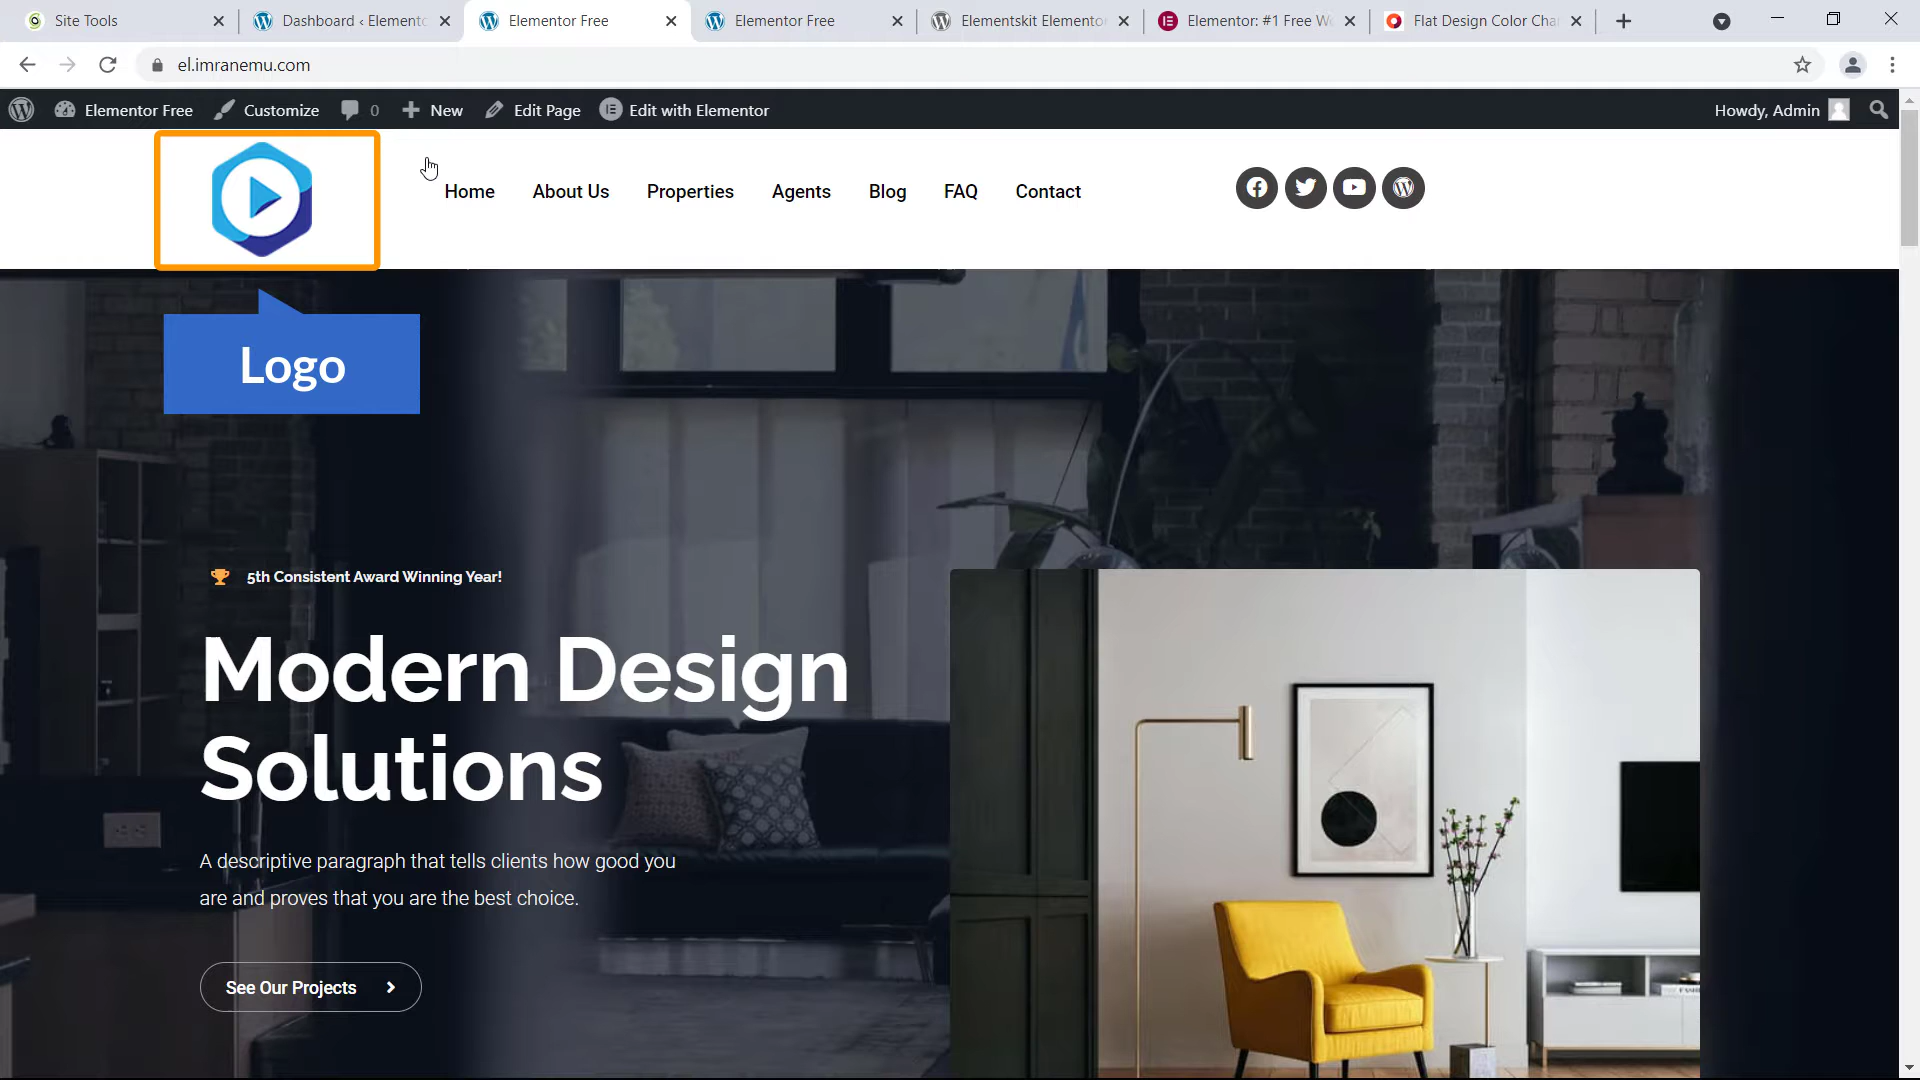 Site Tools
Dashboard ‹ Elemento
Elementor Free
Elementor Free
Elementskit Elemento
Elementor: #1 Free W
Flat Design Color Cha
el.imranemu.com
Elementor Free
Customize
0
New
Edit Page
Edit with Elementor
Howdy, Admin
Home
About Us
Properties
Agents
Blog
FAQ
Contact
Logo
5th Consistent Award Winning Year!
Modern Design
Solutions
A descriptive paragraph that tells clients how good you
are and proves that you are the best choice.
See Our Projects